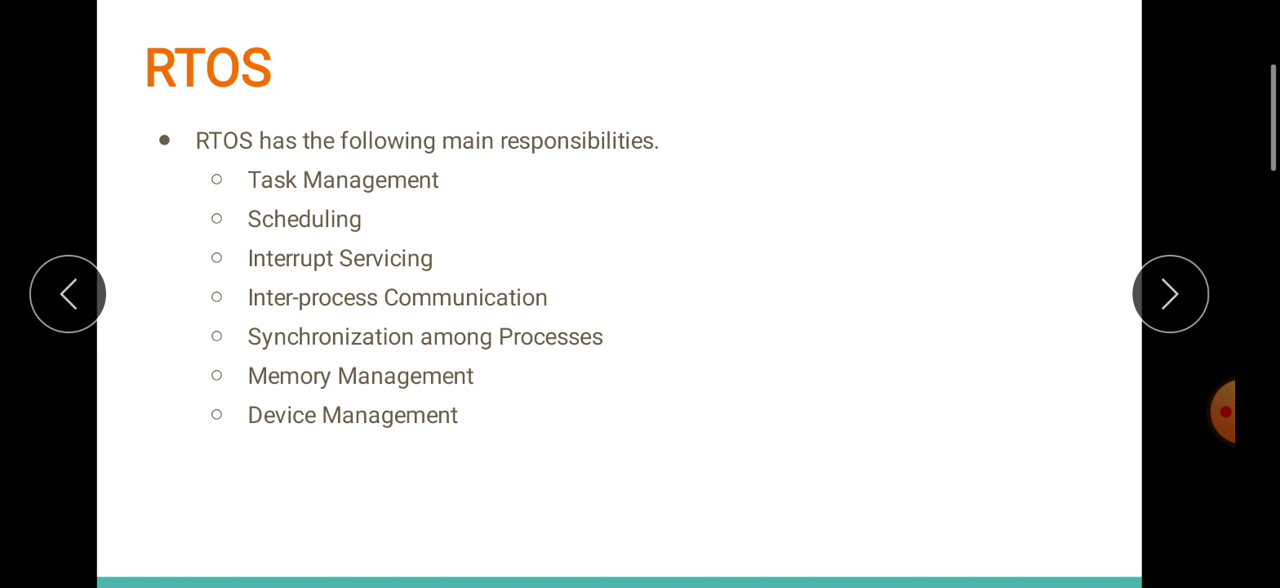 RTOS
● RTOS has the following main responsibilities.
○ Task Management
○ Scheduling
○ Interrupt Servicing
○ Inter-process Communication
○ Synchronization among Processes
○ Memory Management
○ Device Management